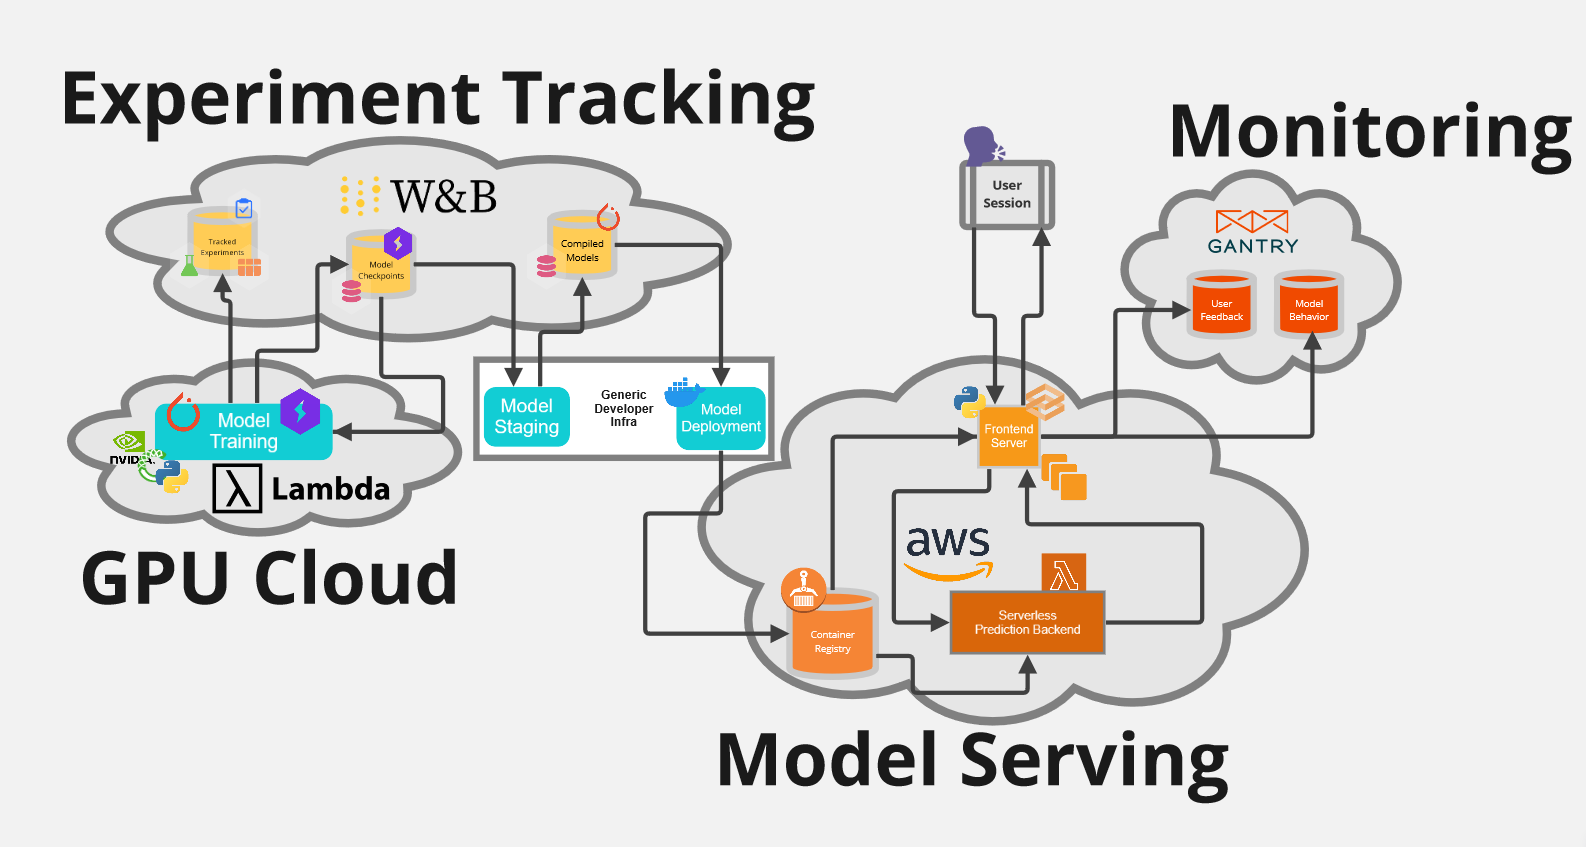 Experiment Tracking
W&B
Tracked
Experiments
Model
Checkpoints
Compiled
Models
Model
Training
NVIDIA.
Lambda
GPU Cloud
Model
Staging
Generic
Developer
Infra
Model
Deployment
User
Session
Monitoring
GANTRY
User
Feedback
Model
Behavior
Frontend
Server
aws
Serverless
Prediction Backend
Container
Registry
Model Serving